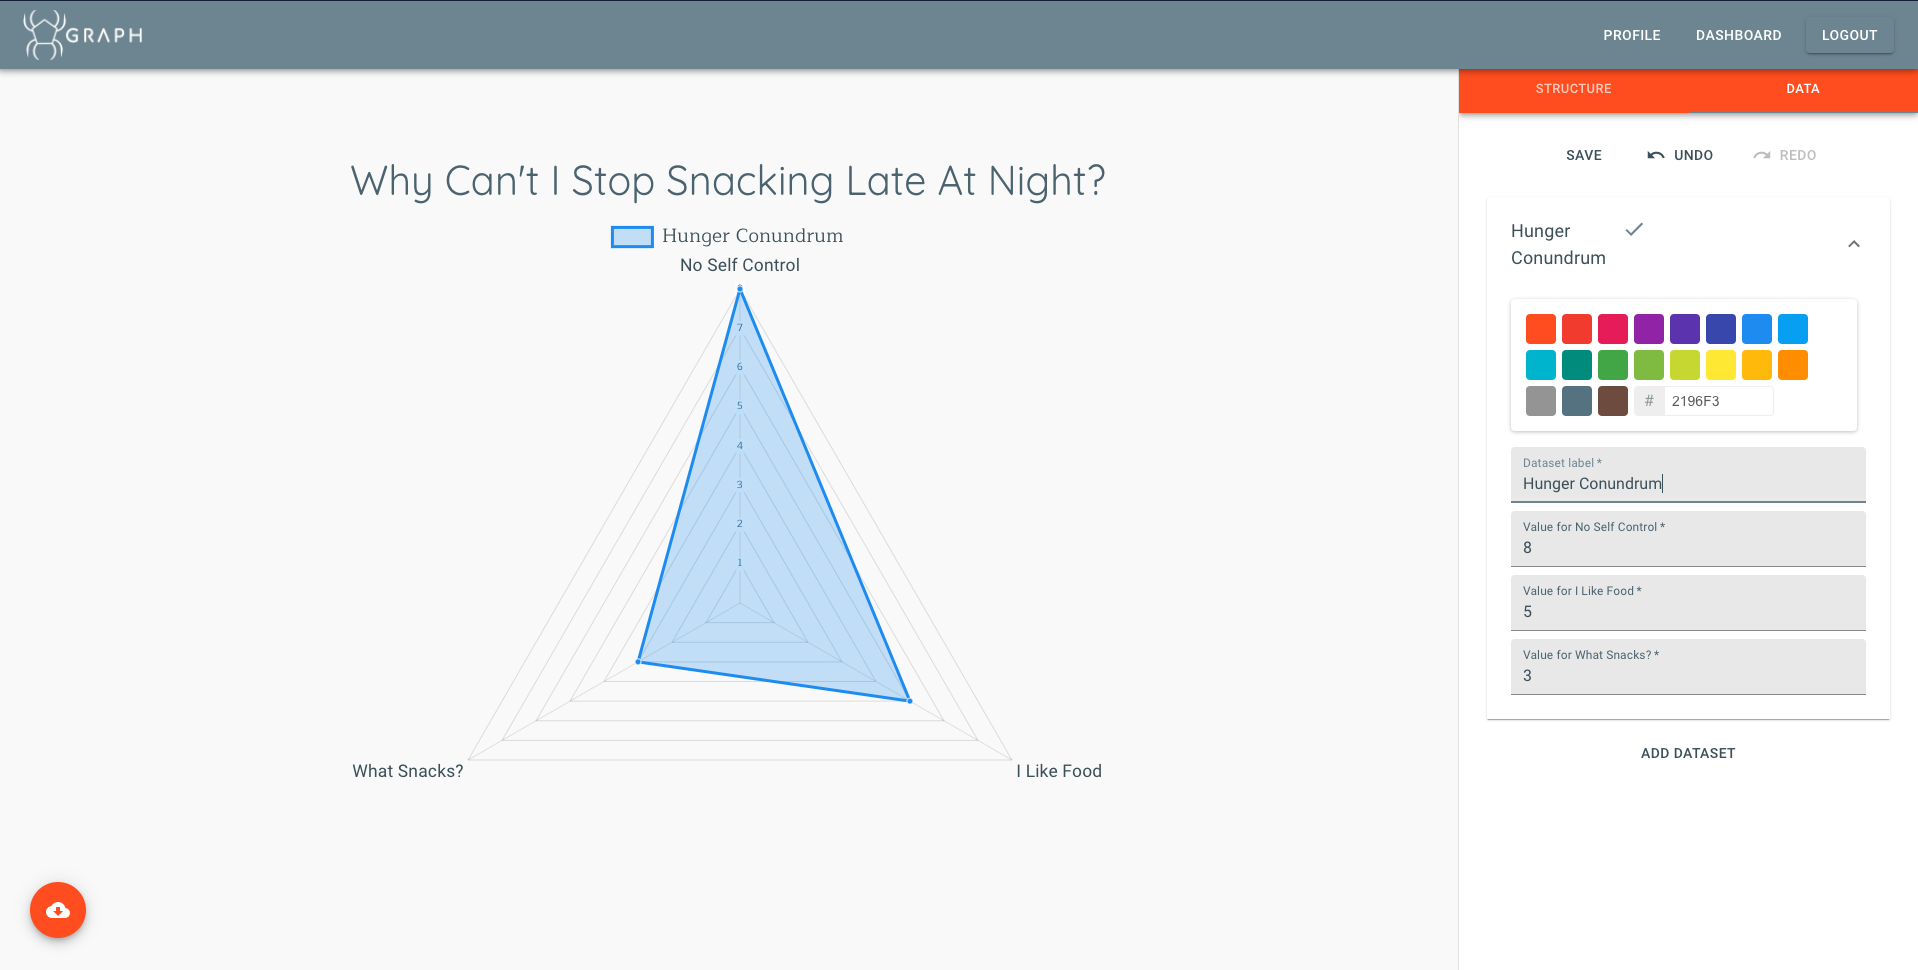 GRAPH
PROFILE
DASHBOARD
LOGOUT
STRUCTURE
DATA
SAVE
UNDO
REDO
Why Can't I Stop Snacking Late At Night?
Hunger Conundrum
No Self Control
8
7
6
5
4
3
2
1
What Snacks?
I Like Food
Hunger
Conundrum
# 2196F3
Dataset label *
Hunger Conundrum
Value for No Self Control *
8
Value for I Like Food *
5
Value for What Snacks? *
3
ADD DATASET